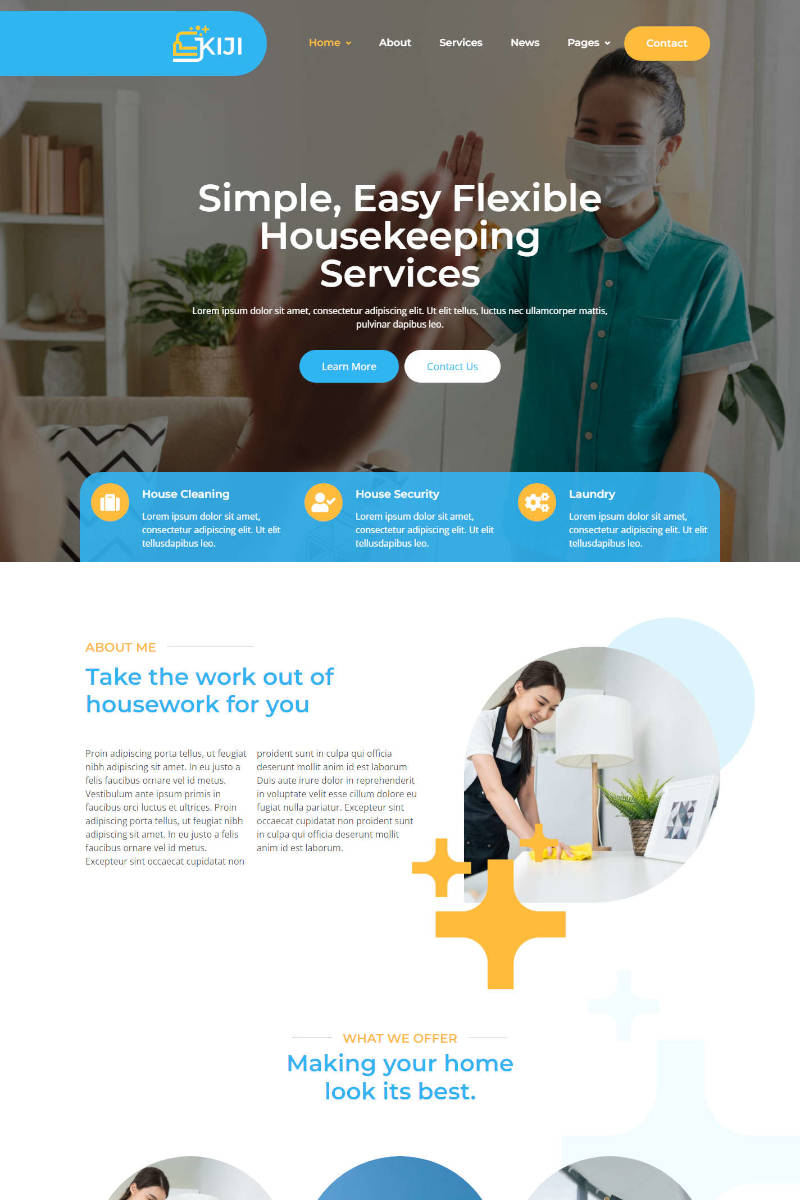 KIJI
Home
About
Services
News
Pages
Contact
Simple, Easy Flexible
Housekeeping
Services
Lorem ipsum dolor sit amet, consectetur adipiscing elit. Ut elit tellus, luctus nec ullamcorper mattis,
pulvinar dapibus leo.
Learn More
Contact Us
House Cleaning
Lorem ipsum dolor sit amet,
consectetur adipiscing elit. Ut elit
tellusdapibus leo.
House Security
Lorem ipsum dolor sit amet,
consectetur adipiscing elit. Ut elit
tellusdapibus leo.
Laundry
Lorem ipsum dolor sit amet,
consectetur adipiscing elit. Ut elit
tellusdapibus leo.
ABOUT ME
Take the work out of
housework for you
Proin adipiscing porta tellus, ut feugiat
nibh adipiscing sit amet. In eu justo a
felis faucibus ornare vel id metus.
Vestibulum ante ipsum primis in
faucibus orci luctus et ultrices. Proin
adipiscing porta tellus, ut feugiat nibh
adipiscing sit amet. In eu justo a felis
faucibus ornare vel id metus.
Excepteur sint occaecat cupidatat non
proident sunt in culpa qui officia
deserunt mollit anim id est laborum
Duis aute irure dolor in reprehenderit
in voluptate velit esse cillum dolore eu
fugiat nulla pariatur. Excepteur sint
occaecat cupidatat non proident sunt
in culpa qui officia deserunt mollit
anim id est laborum.
WHAT WE OFFER
Making your home
look its best.